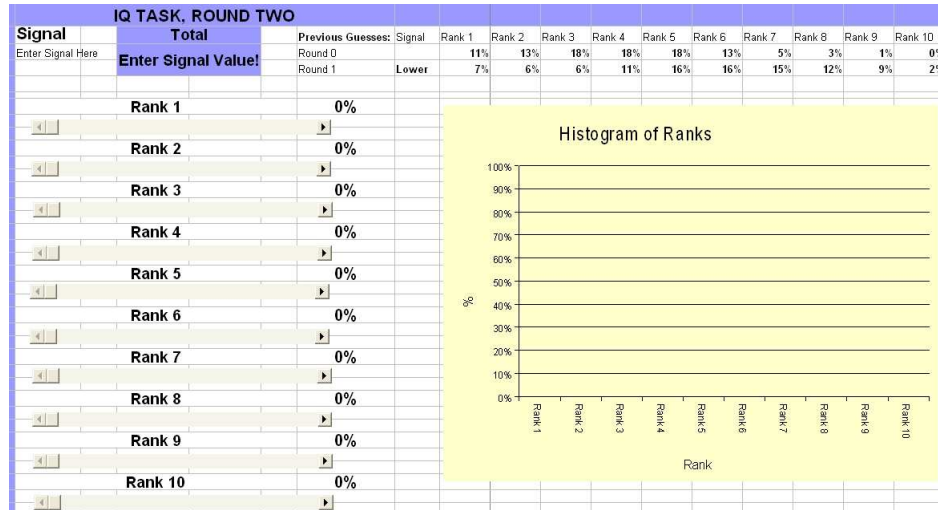 IQ TASK, ROUND TWO
Signal Total Previous Guesses: Signal Rank 1 Rank 2 Rank 3 Rank 4 Rank 5 Rank 6 Rank 7 Rank 8 Rank 9 Rank 10
Enter Signal Here Enter Signal Value! Round 0 11% 13% 18% 18% 18% 13% 5% 3% 1%
Round 1 Lower 7% 6% 6% 11% 16% 16% 15% 12% 9%
Rank 1 0%
Rank 2 0%
Rank 3 0%
Rank 4 0%
Rank 5 0%
Rank 6 0%
Rank 7 0%
Rank 8 0%
Rank 9 0%
Rank 10 0%
Histogram of Ranks
100%
90%
80%
70%
60%
50%
40%
30%
20%
10%
0%
%
Rank 1 Rank 2 Rank 3 Rank 4 Rank 5 Rank 6 Rank 7 Rank 8 Rank 9 Rank 10
Rank